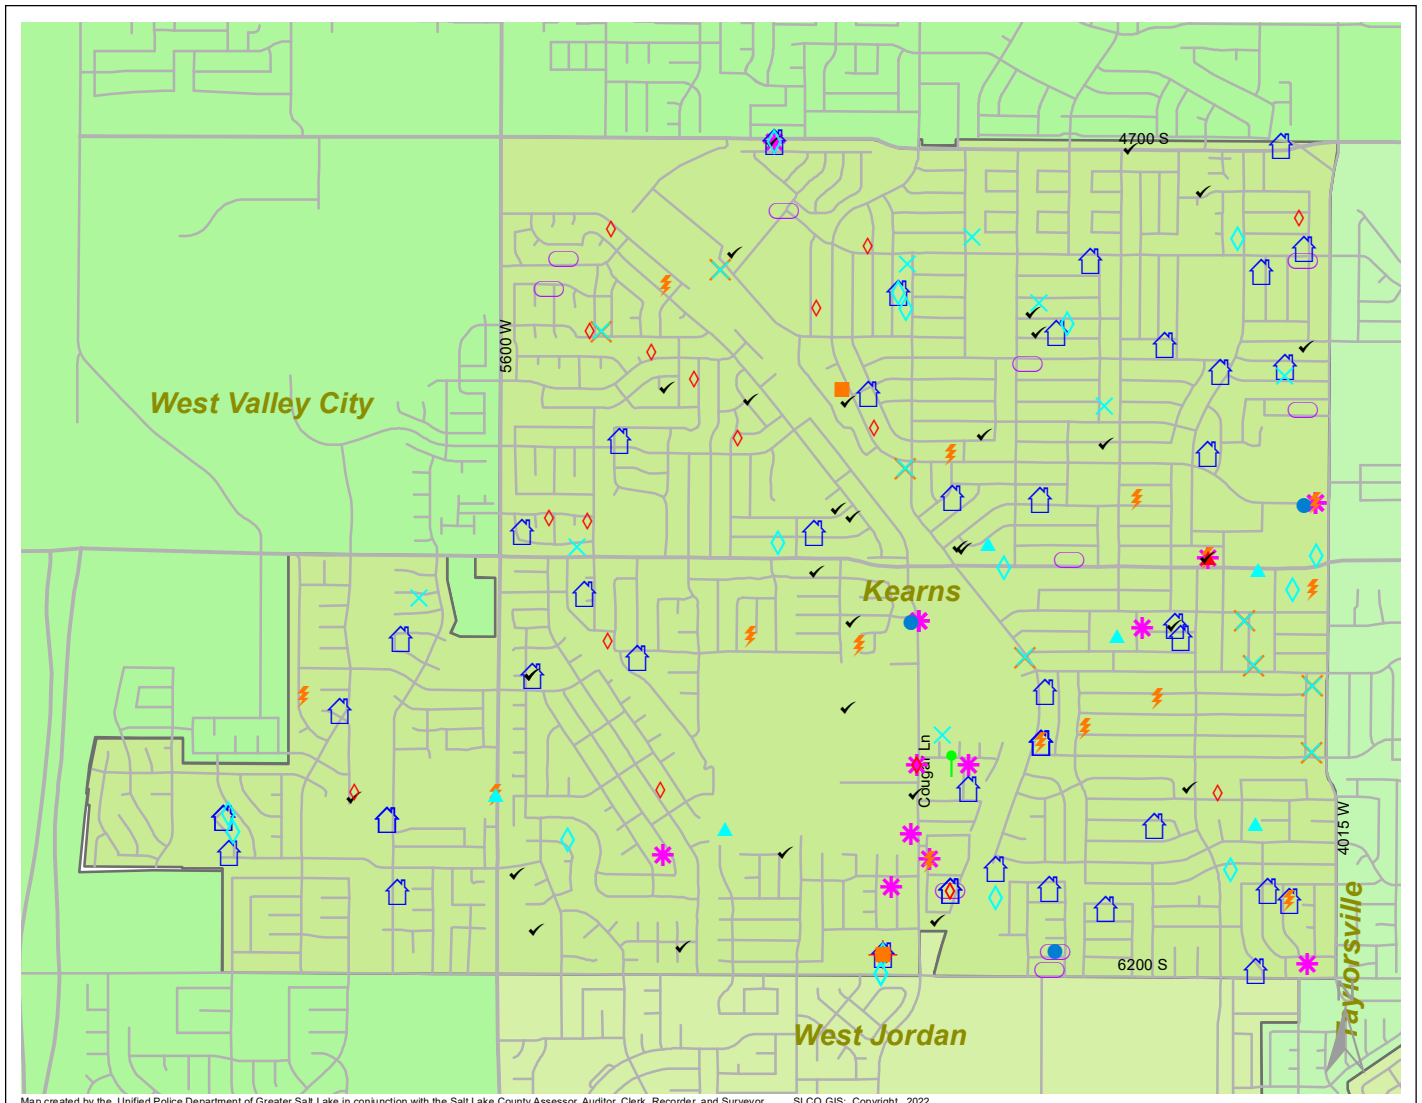 4700 S
5600 W
West Valley City
Kearns
Cougar Ln
4015 W
Taylorsville
6200 S
West Jordan
Map created by the Unified Police Department of Greater Salt Lake in conjunction with the Salt Lake County Assessor, Auditor, Clerk, Recorder, and Surveyor. SLCO GIS: Copyright, 2022